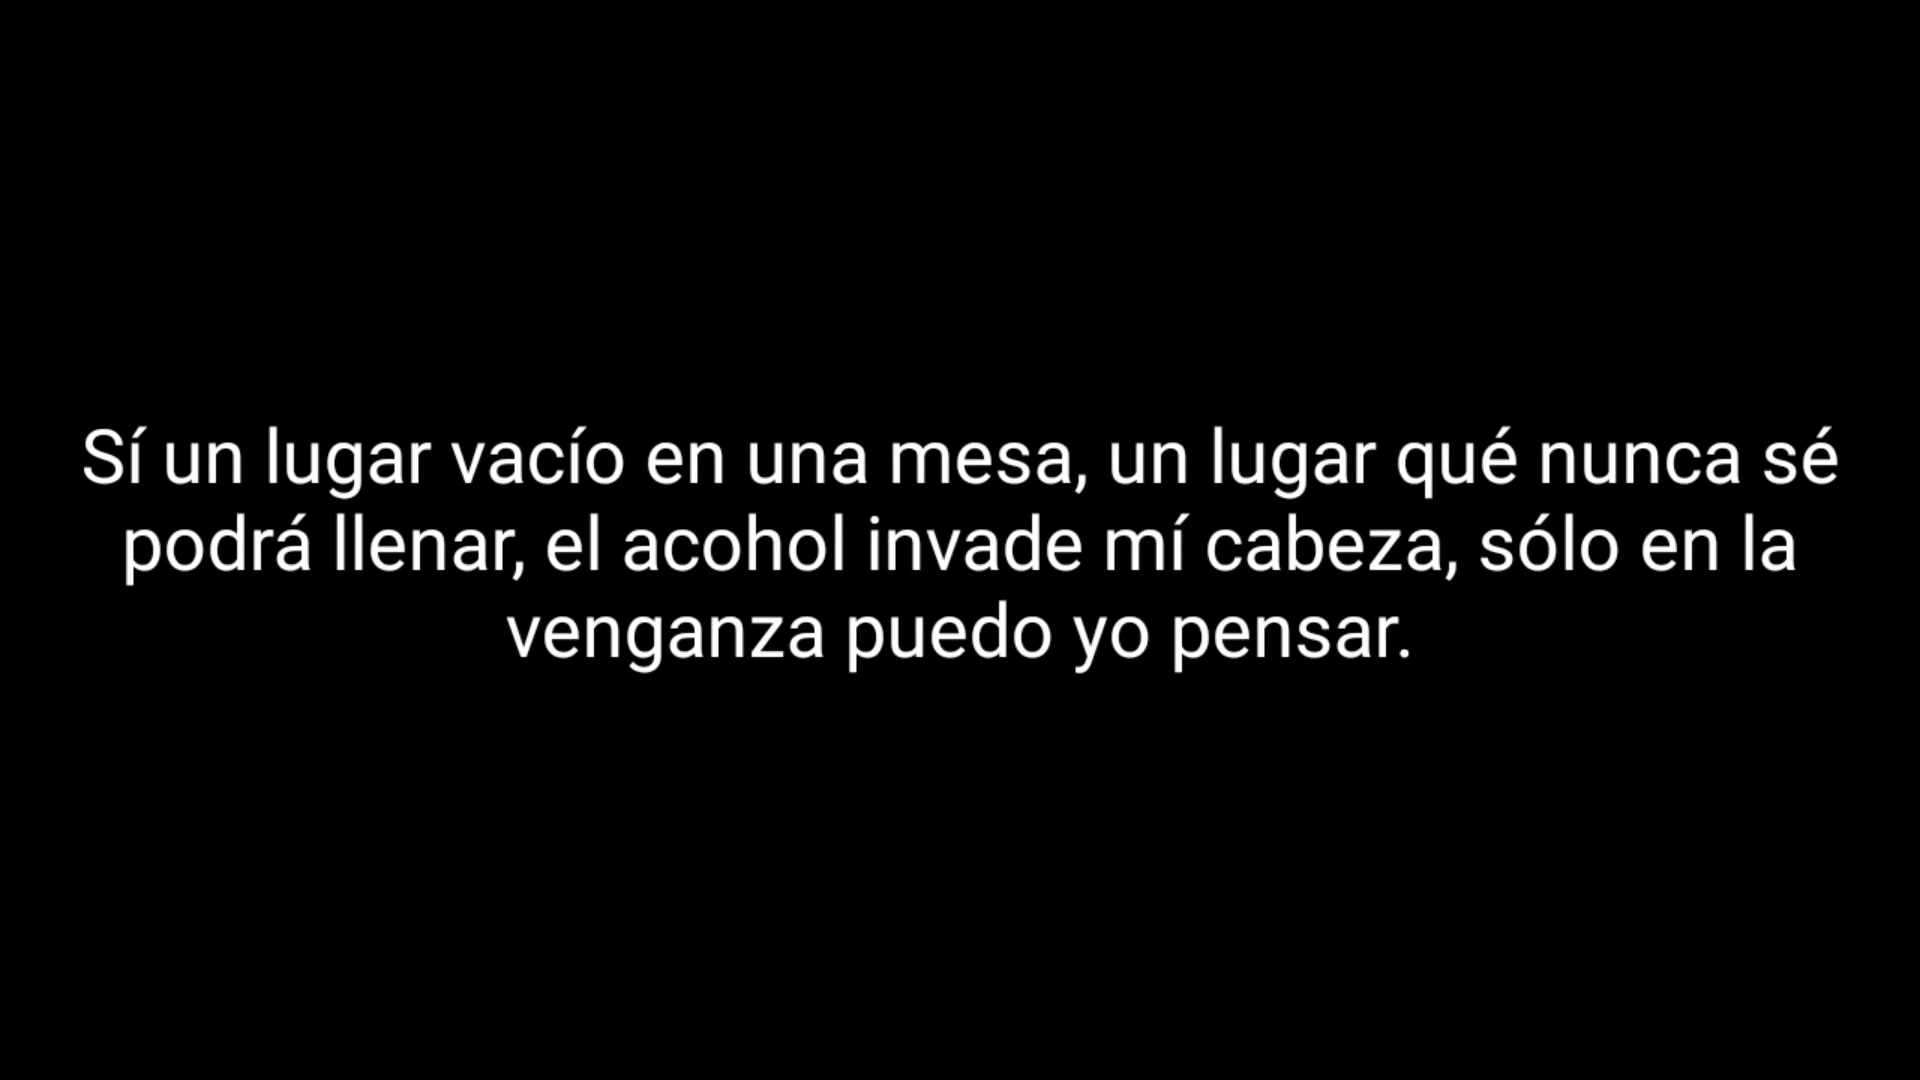 Sí un lugar vacío en una mesa, un lugar qué nunca sé
podrá llenar, el acohol invade mí cabeza, sólo en la
venganza puedo yo pensar.